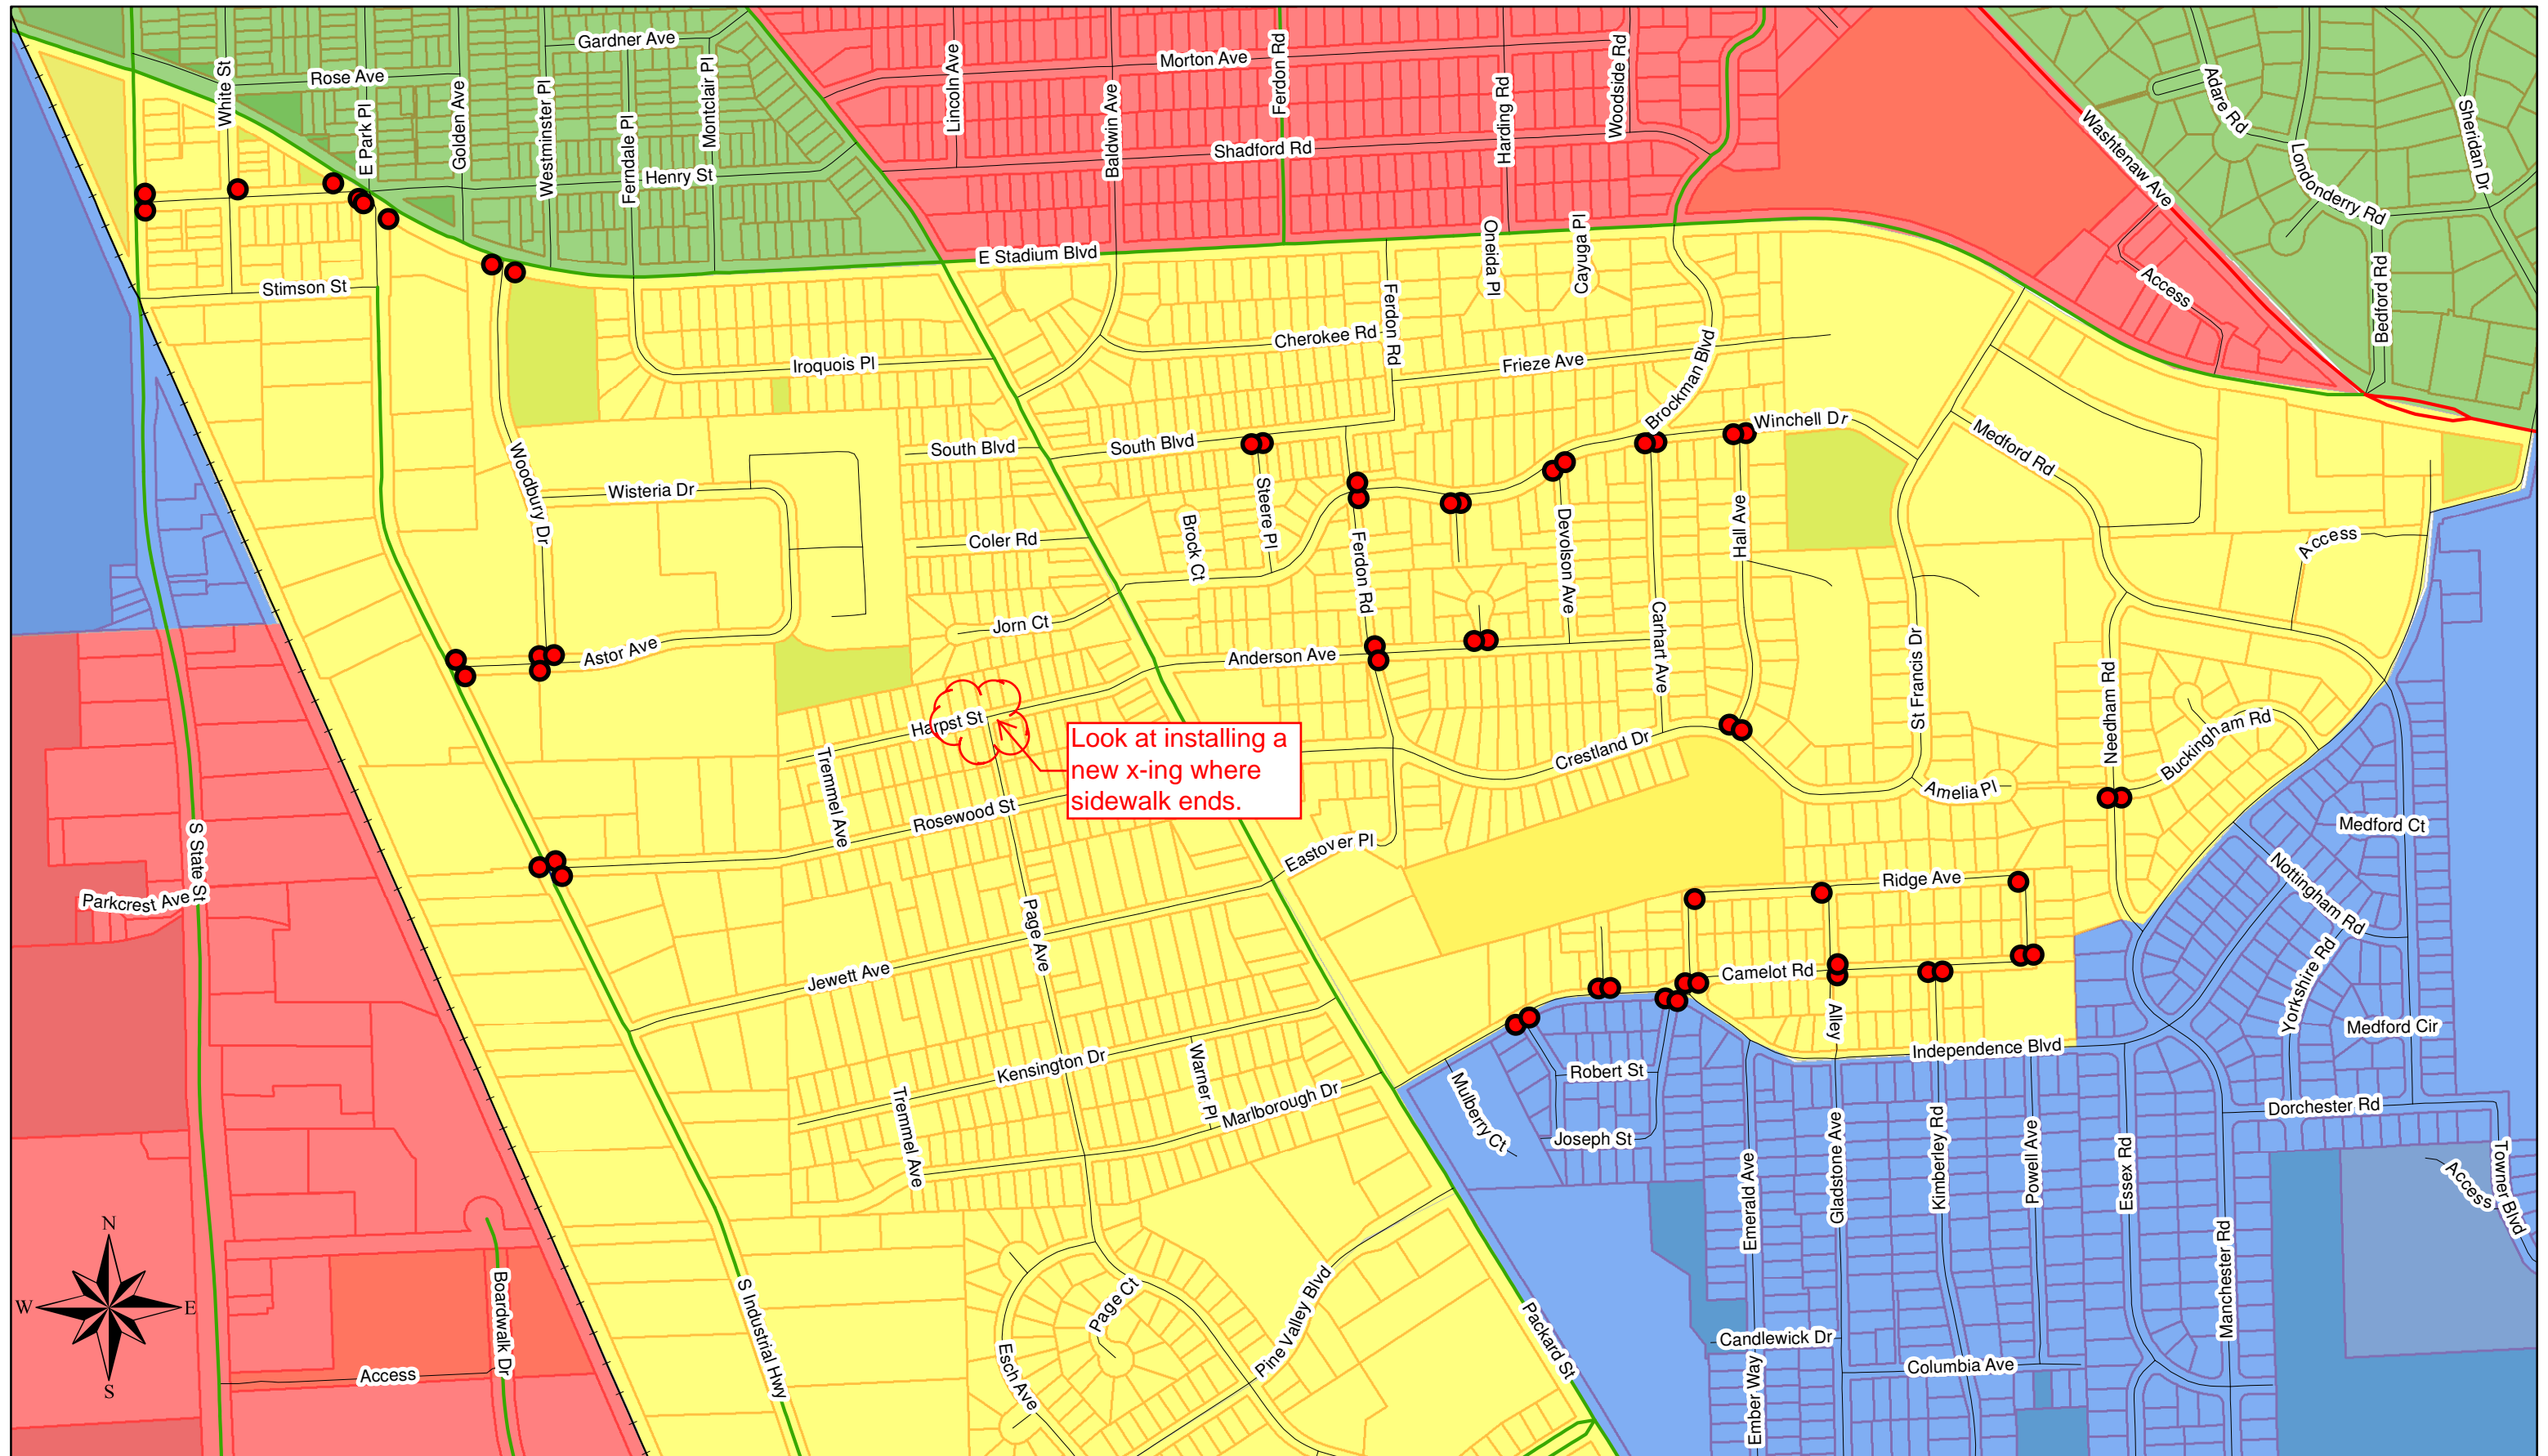 Gardner Ave
Rose Ave
White St
E Park Pl
Golden Ave
Westminster Pl
Ferndale Pl
Montclair Pl
Henry St
Lincoln Ave
Baldwin Ave
Morton Ave
Ferdon Rd
Shadford Rd
Harding Rd
Woodside Rd
Washtenaw Ave
Adare Rd
Londonderry Rd
Sheridan Dr
Bedford Rd
Access
E Stadium Blvd
Oneida Pl
Cayuga Pl
Stimson St
Iroquois Pl
Cherokee Rd
Ferdon Rd
Frieze Ave
Brockman Blvd
Winchell Dr
Medford Rd
South Blvd
South Blvd
Woodbury Dr
Wisteria Dr
Coler Rd
Brock Ct
Steere Pl
Ferdon Rd
Devolson Ave
Hall Ave
Access
Jorn Ct
Astor Ave
Anderson Ave
Carhart Ave
St Francis Dr
Needham Rd
Buckingham Rd
Harpst St
Look at installing a
new x-ing where
sidewalk ends.
Crestland Dr
Amelia Pl
Tremmel Ave
Rosewood St
Eastover Pl
Medford Ct
S State St
Parkcrest Ave
Ridge Ave
Nottingham Rd
Page Ave
Jewett Ave
Camelot Rd
Alley
Yorkshire Rd
Medford Cir
Independence Blvd
Kensington Dr
Warner Pl
Marlborough Dr
Tremmel Ave
Robert St
Mulberry Ct
Joseph St
Dorchester Rd
Emerald Ave
Gladstone Ave
Kimberley Rd
Powell Ave
Essex Rd
Manchester Rd
Access
Towner Blvd
N
W
E
S
Boardwalk Dr
Access
S Industrial Hwy
Page Ct
Esch Ave
Pine Valley Blvd
Packard St
Candlewick Dr
Columbia Ave
Ember Way